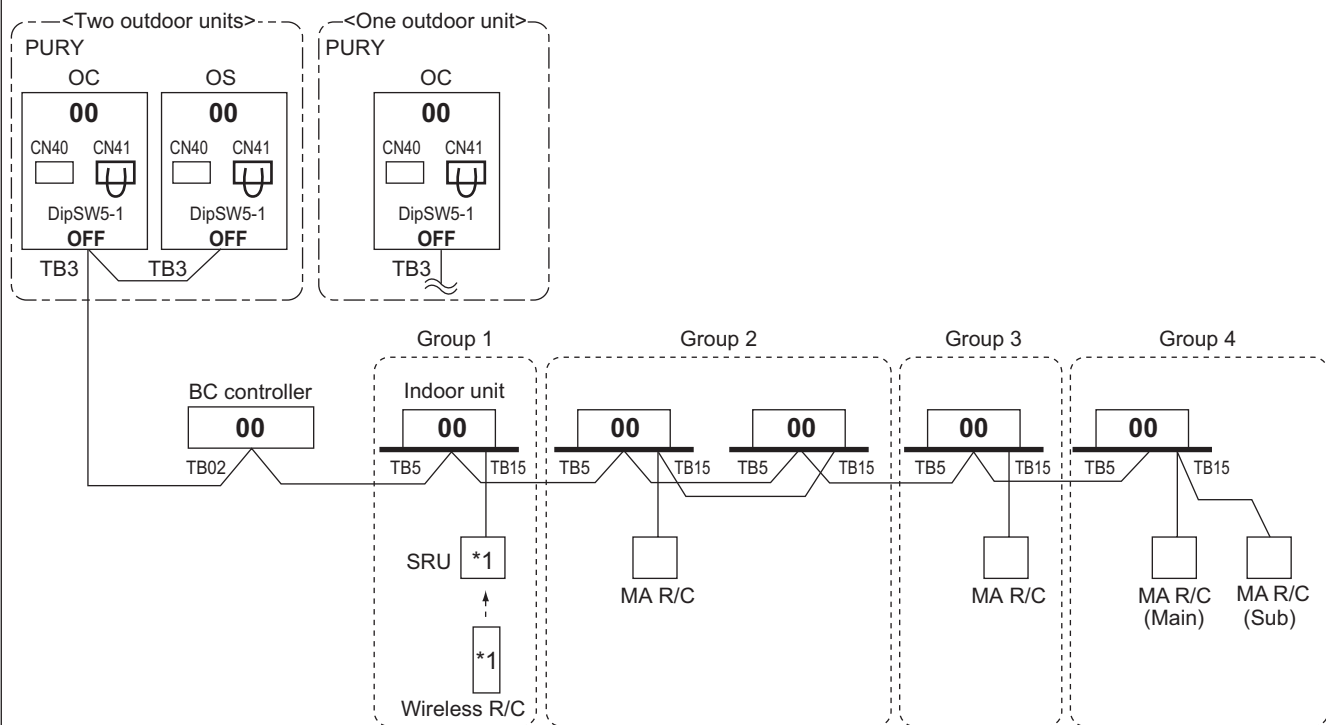 <Two outdoor units>
<One outdoor unit>
PURY
PURY
OC
OS
OC
00
00
00
CN40 CN41
CN40 CN41
CN40 CN41
DipSW5-1
DipSW5-1
DipSW5-1
OFF
OFF
OFF
TB3
TB3
TB3
Group 1
Group 2
Group 3
Group 4
BC controller
Indoor unit
00
00
00
00
00
00
TB02
TB5
TB15
TB5
TB15
TB5
TB15
TB5
TB15
TB5
TB15
SRU
*1
MA R/C
MA R/C
MA R/C
(Main)
MA R/C
(Sub)
*1
Wireless R/C